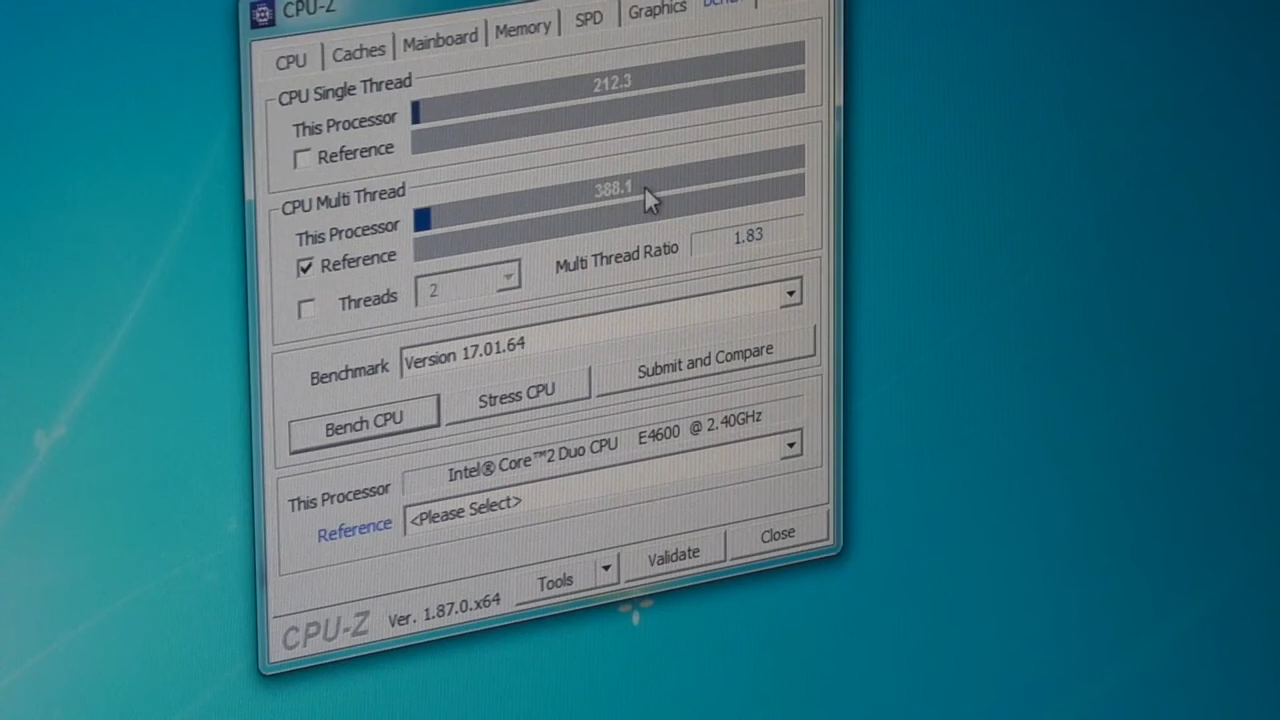 CPU-Z
CPU Caches Mainboard Memory SPD Graphics
CPU Single Thread
212.3
This Processor
Reference
CPU Multi Thread
388.1
This Processor
Reference
Threads 2 Multi Thread Ratio 1.83
Benchmark Version 17.01.64
Bench CPU Stress CPU Submit and Compare
This Processor Intel® Core™2 Duo CPU E4600 @ 2.40GHz
Reference <Please Select>
CPU-Z Ver. 1.87.0.x64 Tools Validate Close